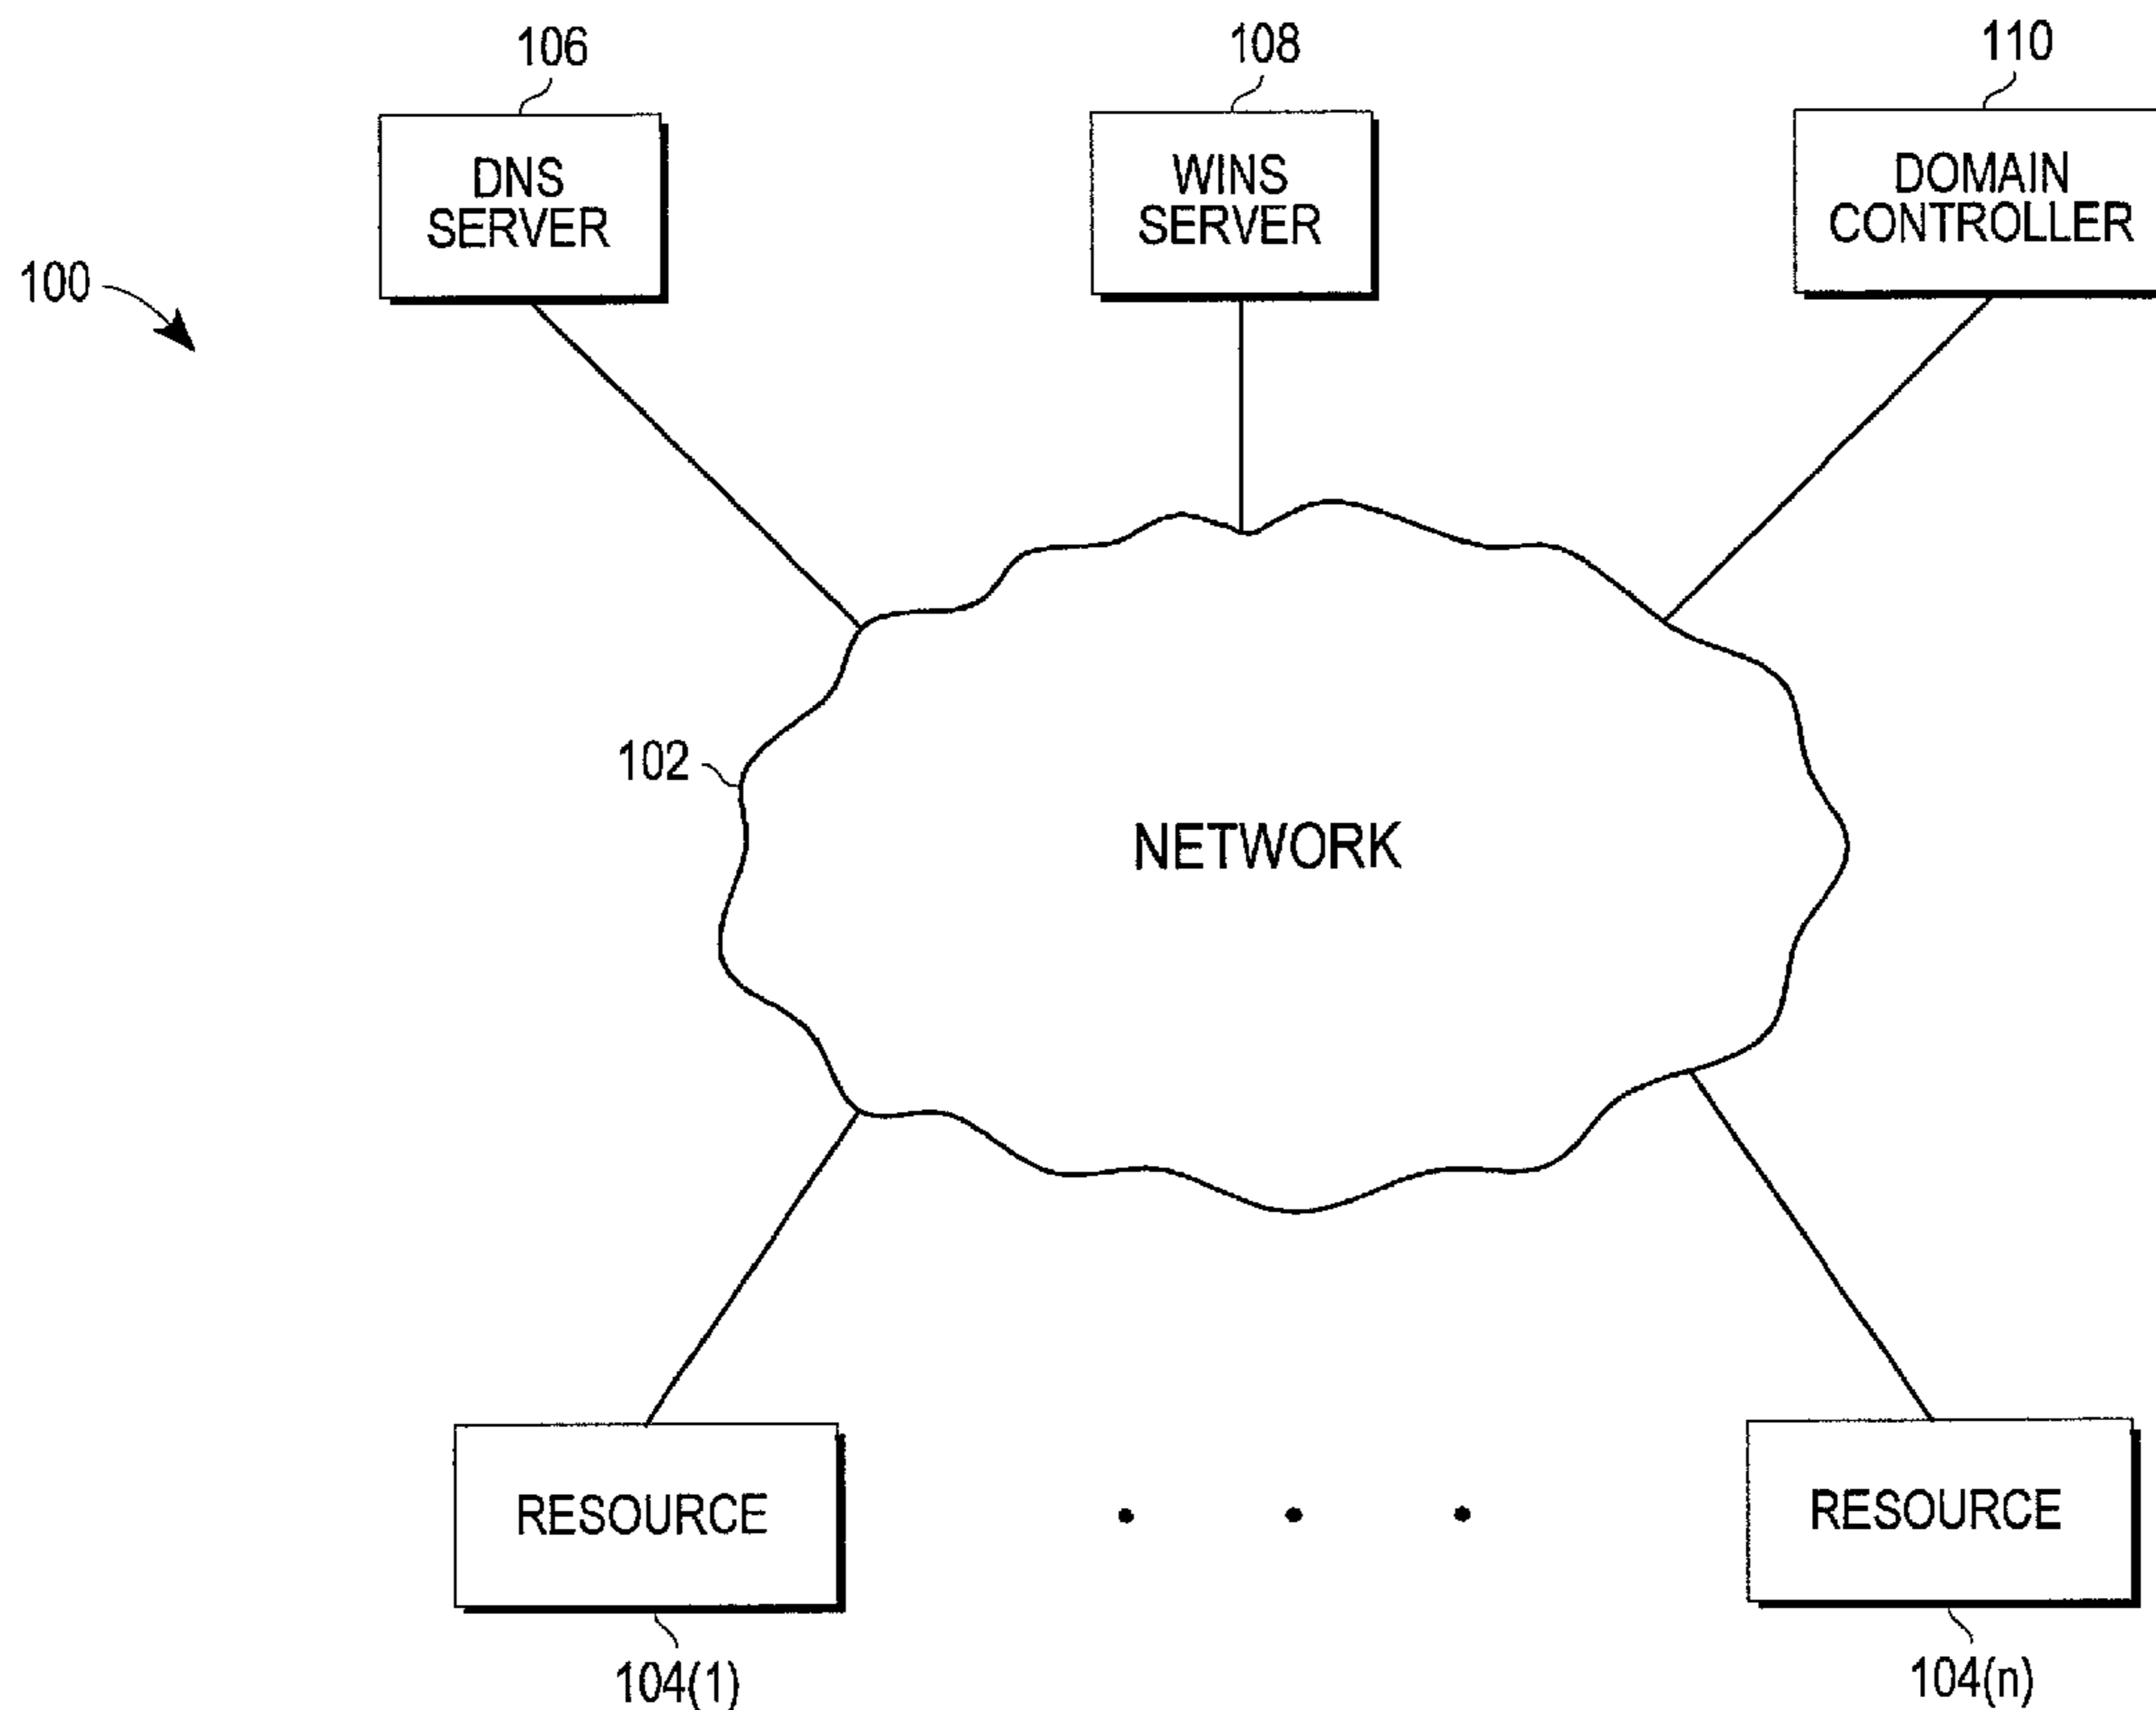 106
108
110
DNS
SERVER
WINS
SERVER
DOMAIN
CONTROLLER
100
102
NETWORK
RESOURCE
RESOURCE
104(1)
104(n)